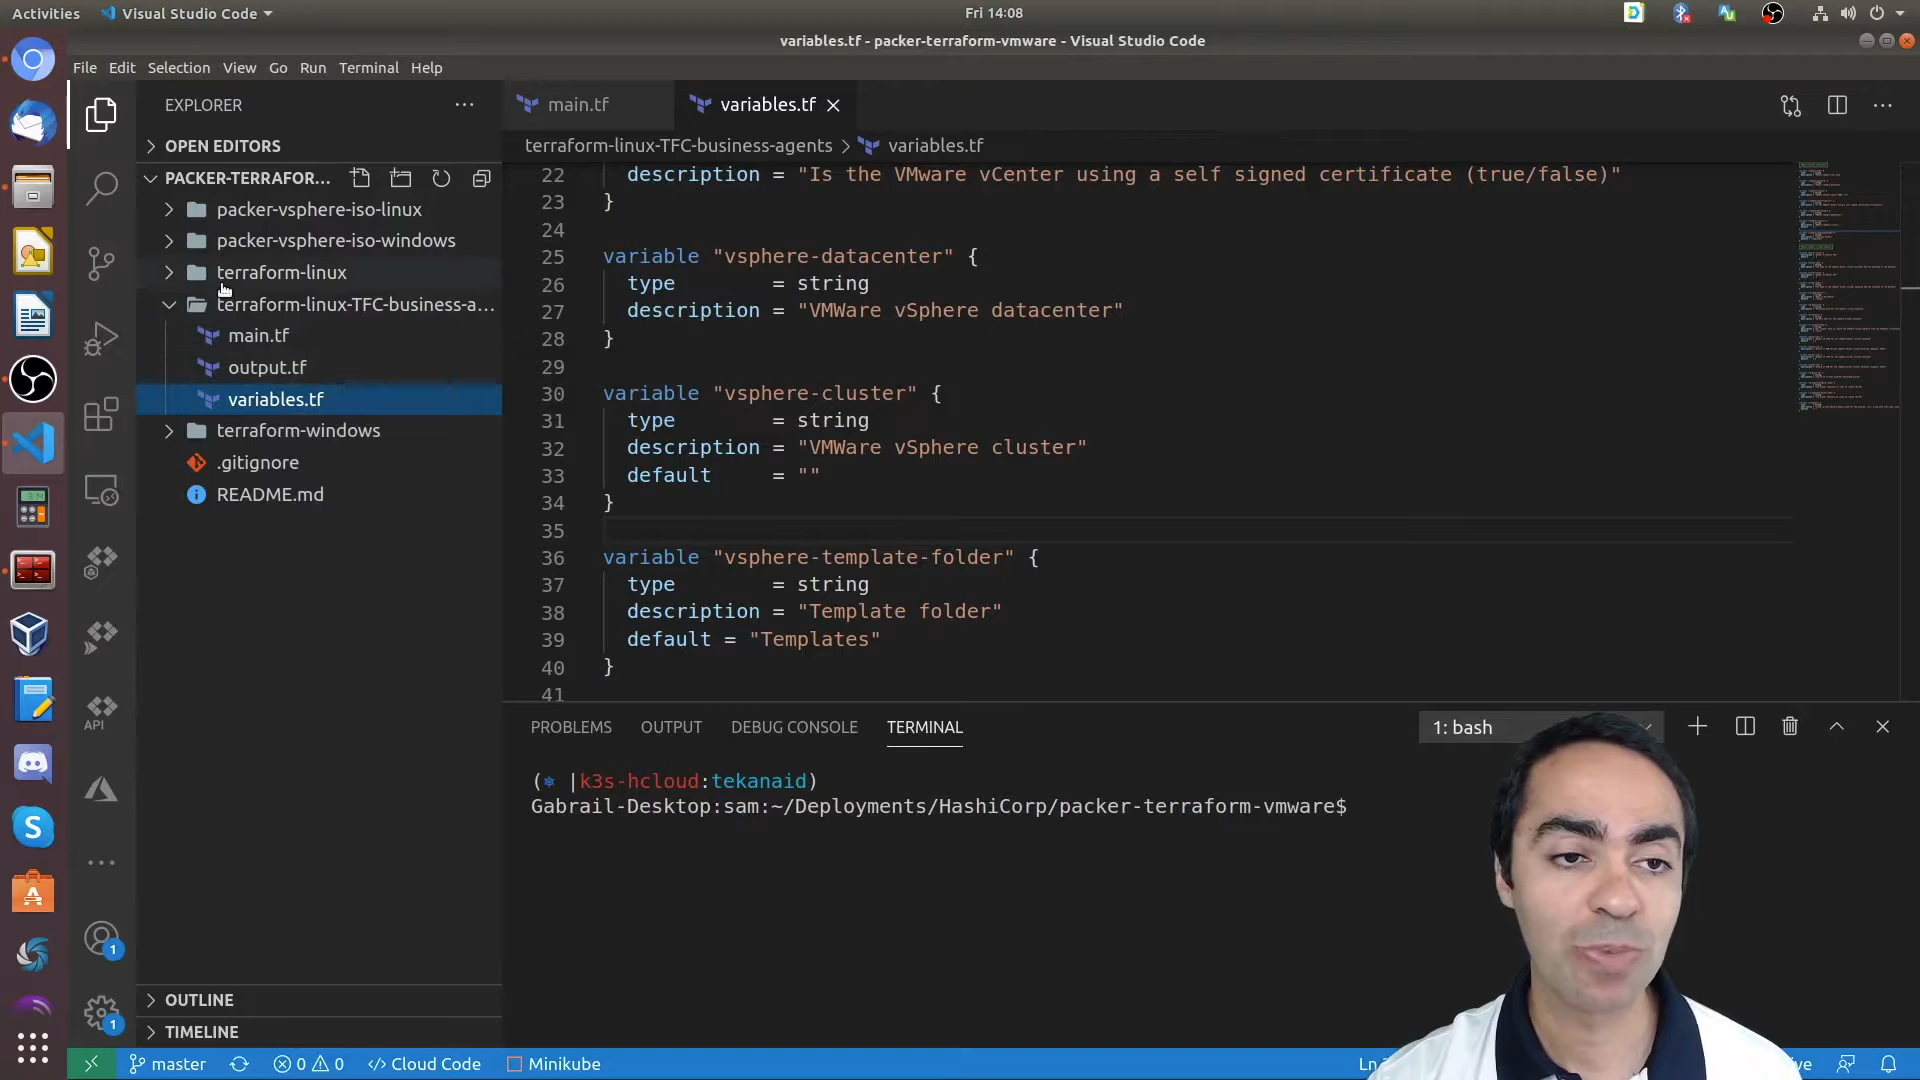 Activities
Visual Studio Code
Fri 14:08
variables.tf - packer-terraform-vmware - Visual Studio Code
File Edit Selection View Go Run Terminal Help
EXPLORER
main.tf
variables.tf
OPEN EDITORS
terraform-linux-TFC-business-agents > variables.tf
PACKER-TERRAFOR...
packer-vsphere-iso-linux
packer-vsphere-iso-windows
terraform-linux
terraform-linux-TFC-business-a...
main.tf
output.tf
variables.tf
terraform-windows
.gitignore
README.md
OUTLINE
TIMELINE
22 description = "Is the VMware vCenter using a self signed certificate (true/false)"
23 }
24
25 variable "vsphere-datacenter" {
26 type = string
27 description = "VMWare vSphere datacenter"
28 }
29
30 variable "vsphere-cluster" {
31 type = string
32 description = "VMWare vSphere cluster"
33 default = ""
34 }
35
36 variable "vsphere-template-folder" {
37 type = string
38 description = "Template folder"
39 default = "Templates"
40 }
41
PROBLEMS OUTPUT DEBUG CONSOLE TERMINAL
1: bash
(⎈ |k3s-hcloud:tekanaid)
Gabrail-Desktop:sam:~/Deployments/HashiCorp/packer-terraform-vmware$
API
1
1
master
0
0
Cloud Code
Minikube
Ln